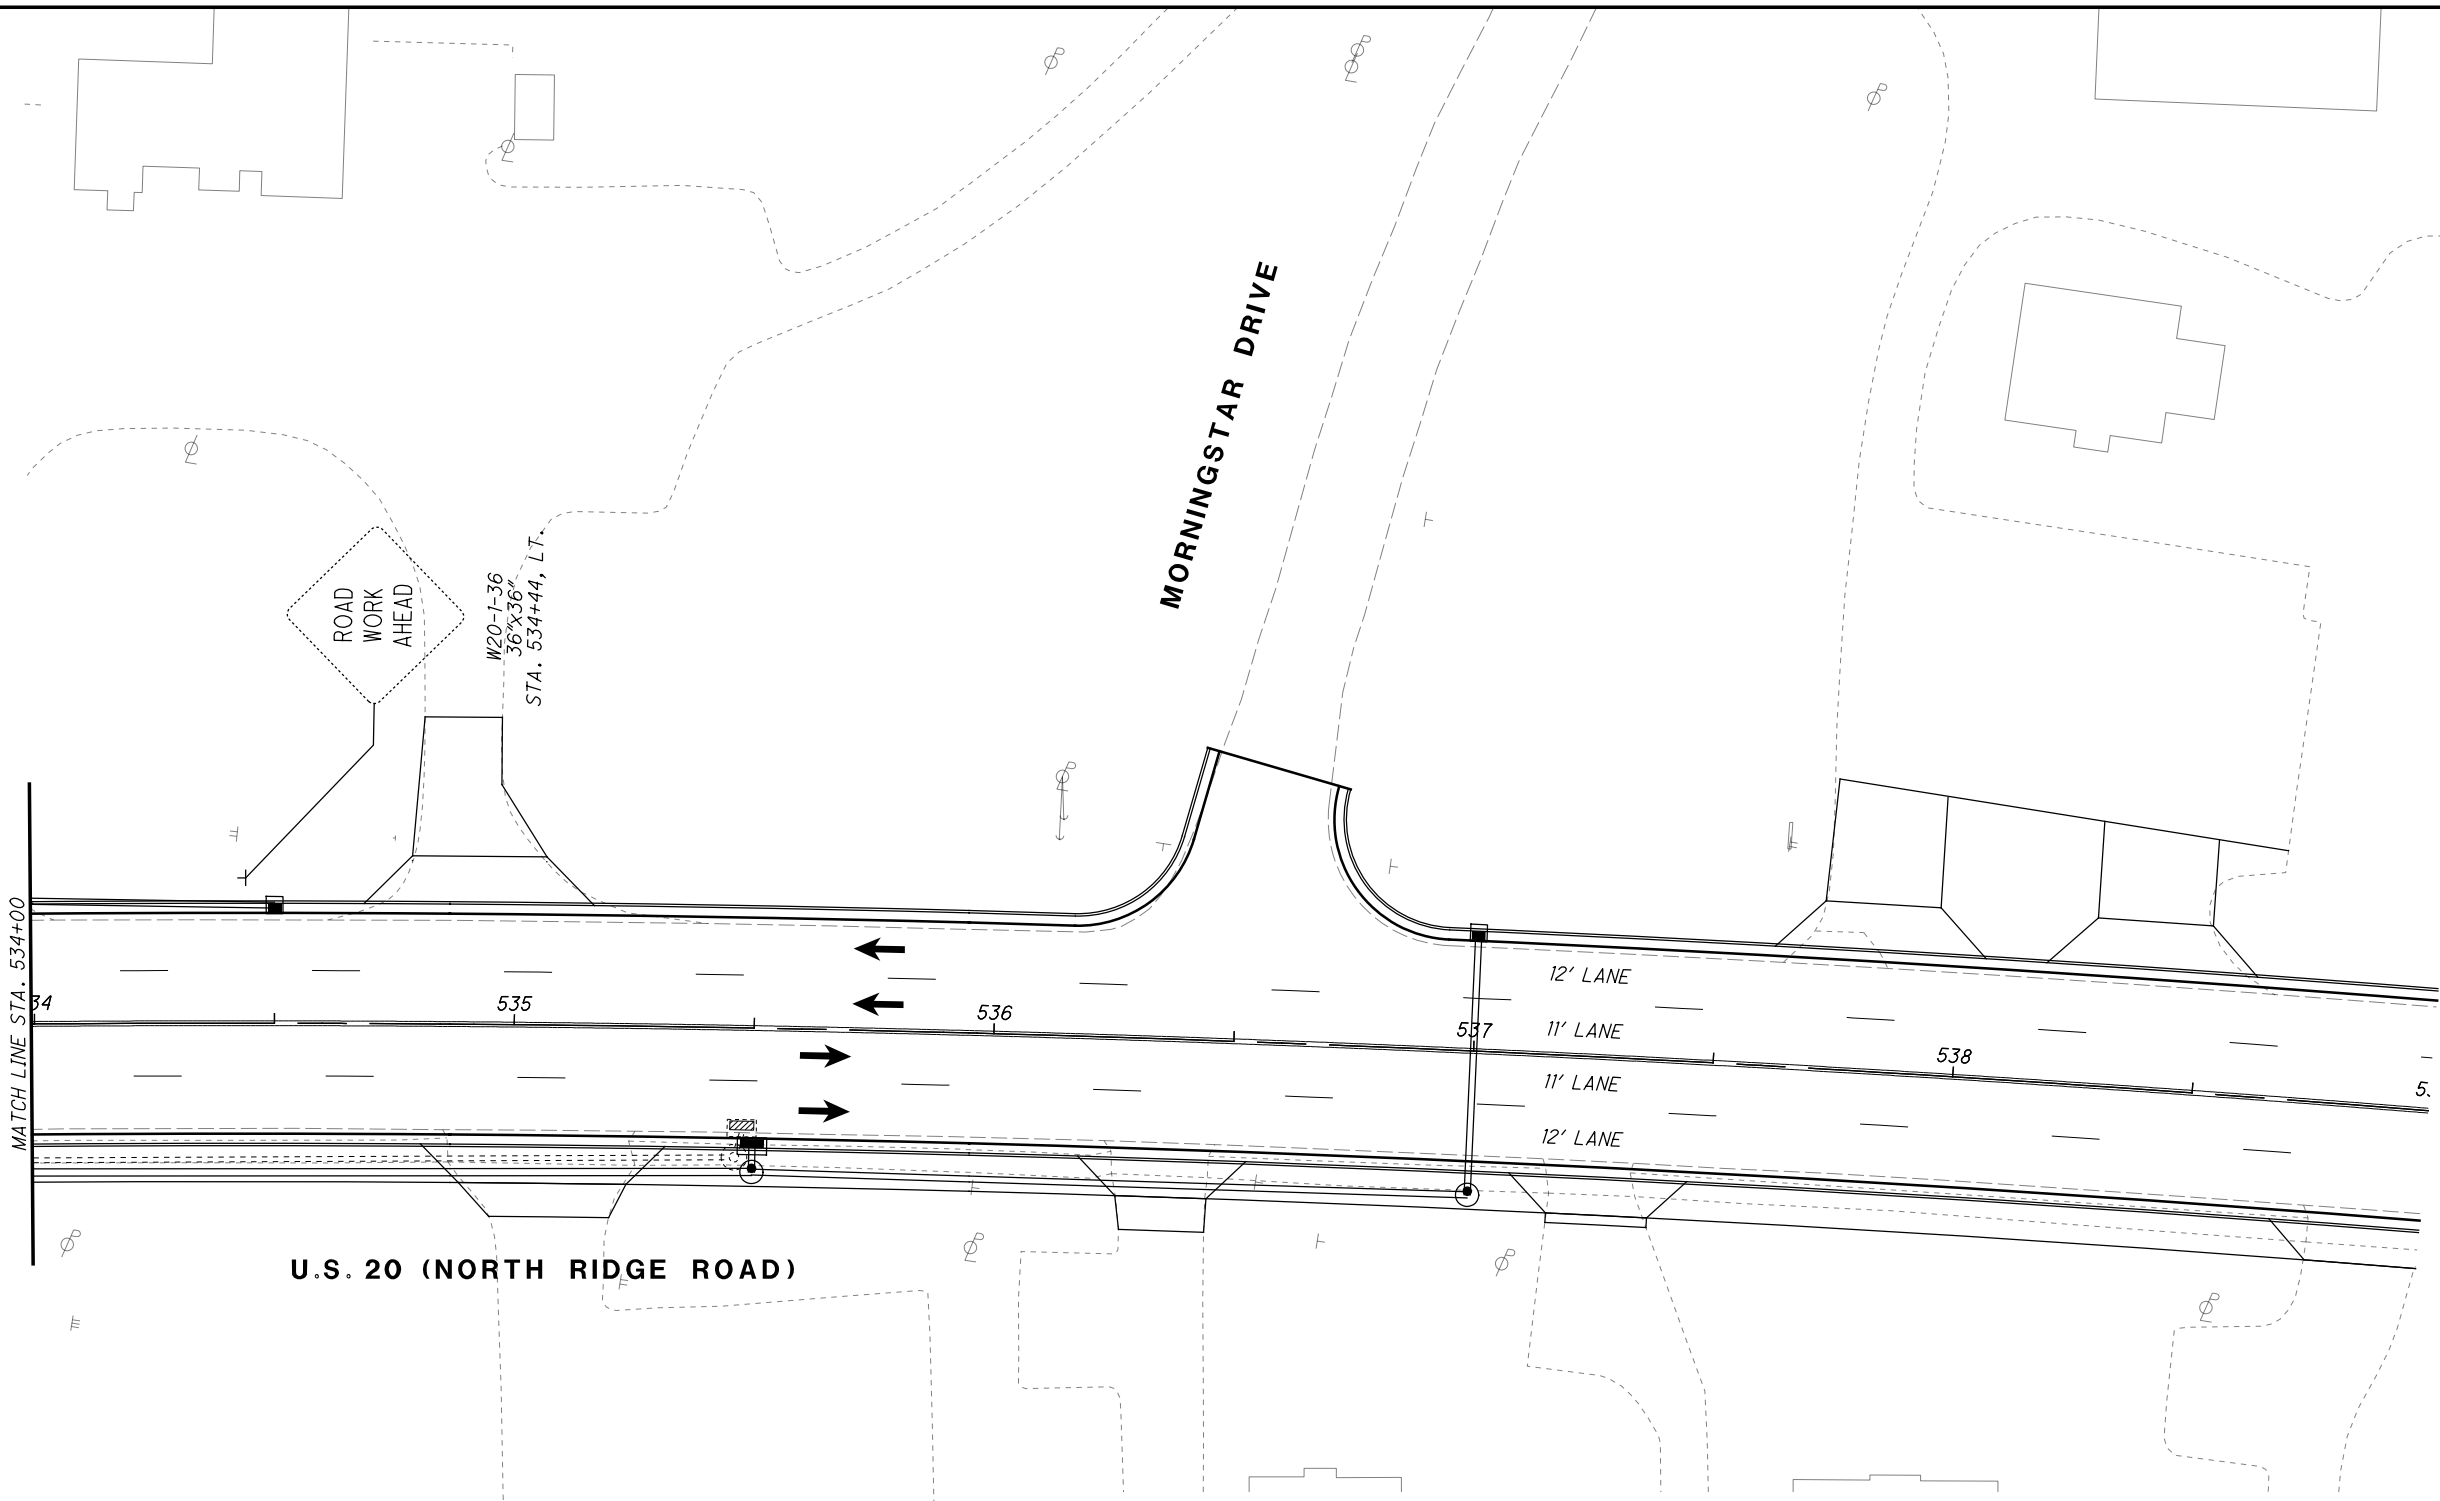 MORNINGSTAR DRIVE
ROAD
WORK
AHEAD
W20-1-36
36"x36"
STA. 534+44, LT.
MATCH LINE STA. 534+00
34
535
536
537
538
53
12' LANE
11' LANE
11' LANE
12' LANE
U.S. 20 (NORTH RIDGE ROAD)
P
P
P
P
P
P
P
P